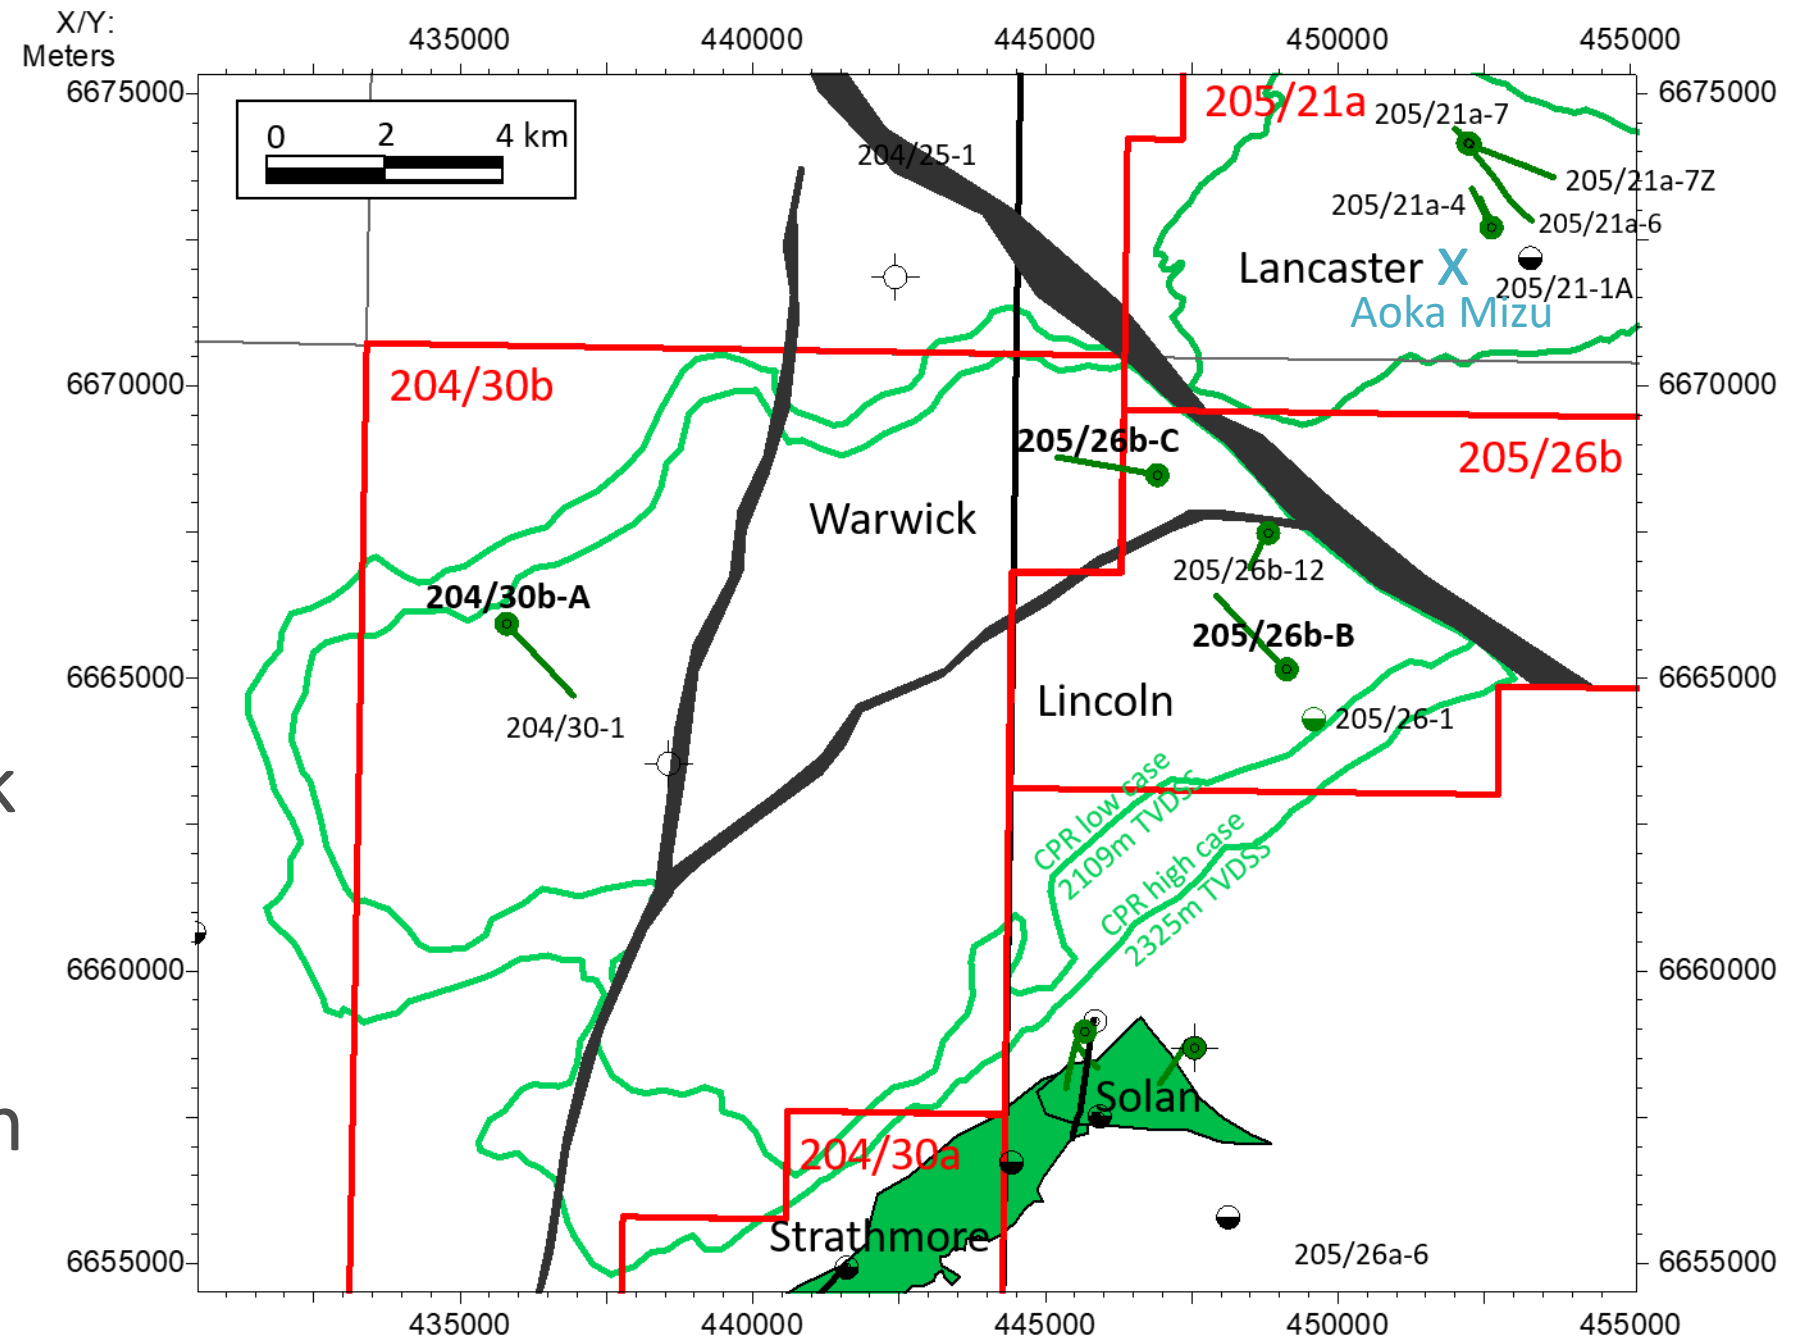 X/Y:
Meters
435000 440000 445000 450000 455000
6675000
6675000
0 2 4 km
205/21a
205/21a-7
204/25-1
205/21a-7Z
205/21a-4
205/21a-6
Lancaster X
205/21-1A
Aoka Mizu
6670000
6670000
204/30b
205/26b-C
205/26b
Warwick
205/26b-12
204/30b-A
205/26b-B
6665000
6665000
Lincoln
204/30-1
205/26-1
CPR low case
2109m TVDSS
CPR high case
2325m TVDSS
k
6660000
6660000
Solan
n
204/30a
Strathmore
205/26a-6
6655000
6655000
435000 440000 445000 450000 455000